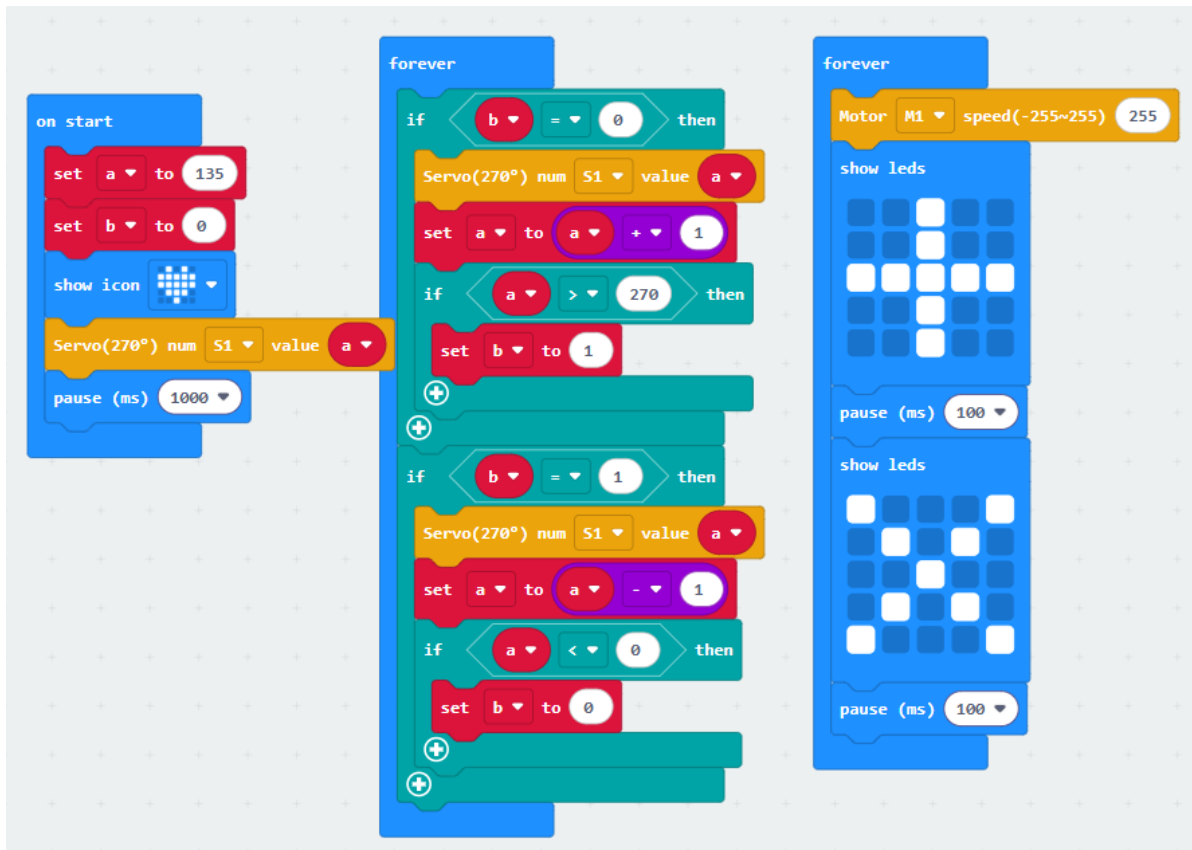 on start
set a to 135
set b to 0
show icon
Servo(270°) num S1 value a
pause (ms) 1000
forever
if b = 0 then
Servo(270°) num S1 value a
set a to a + 1
if a > 270 then
set b to 1
if b = 1 then
Servo(270°) num S1 value a
set a to a - 1
if a < 0 then
set b to 0
forever
Motor M1 speed(-255~255) 255
show leds
pause (ms) 100
show leds
pause (ms) 100